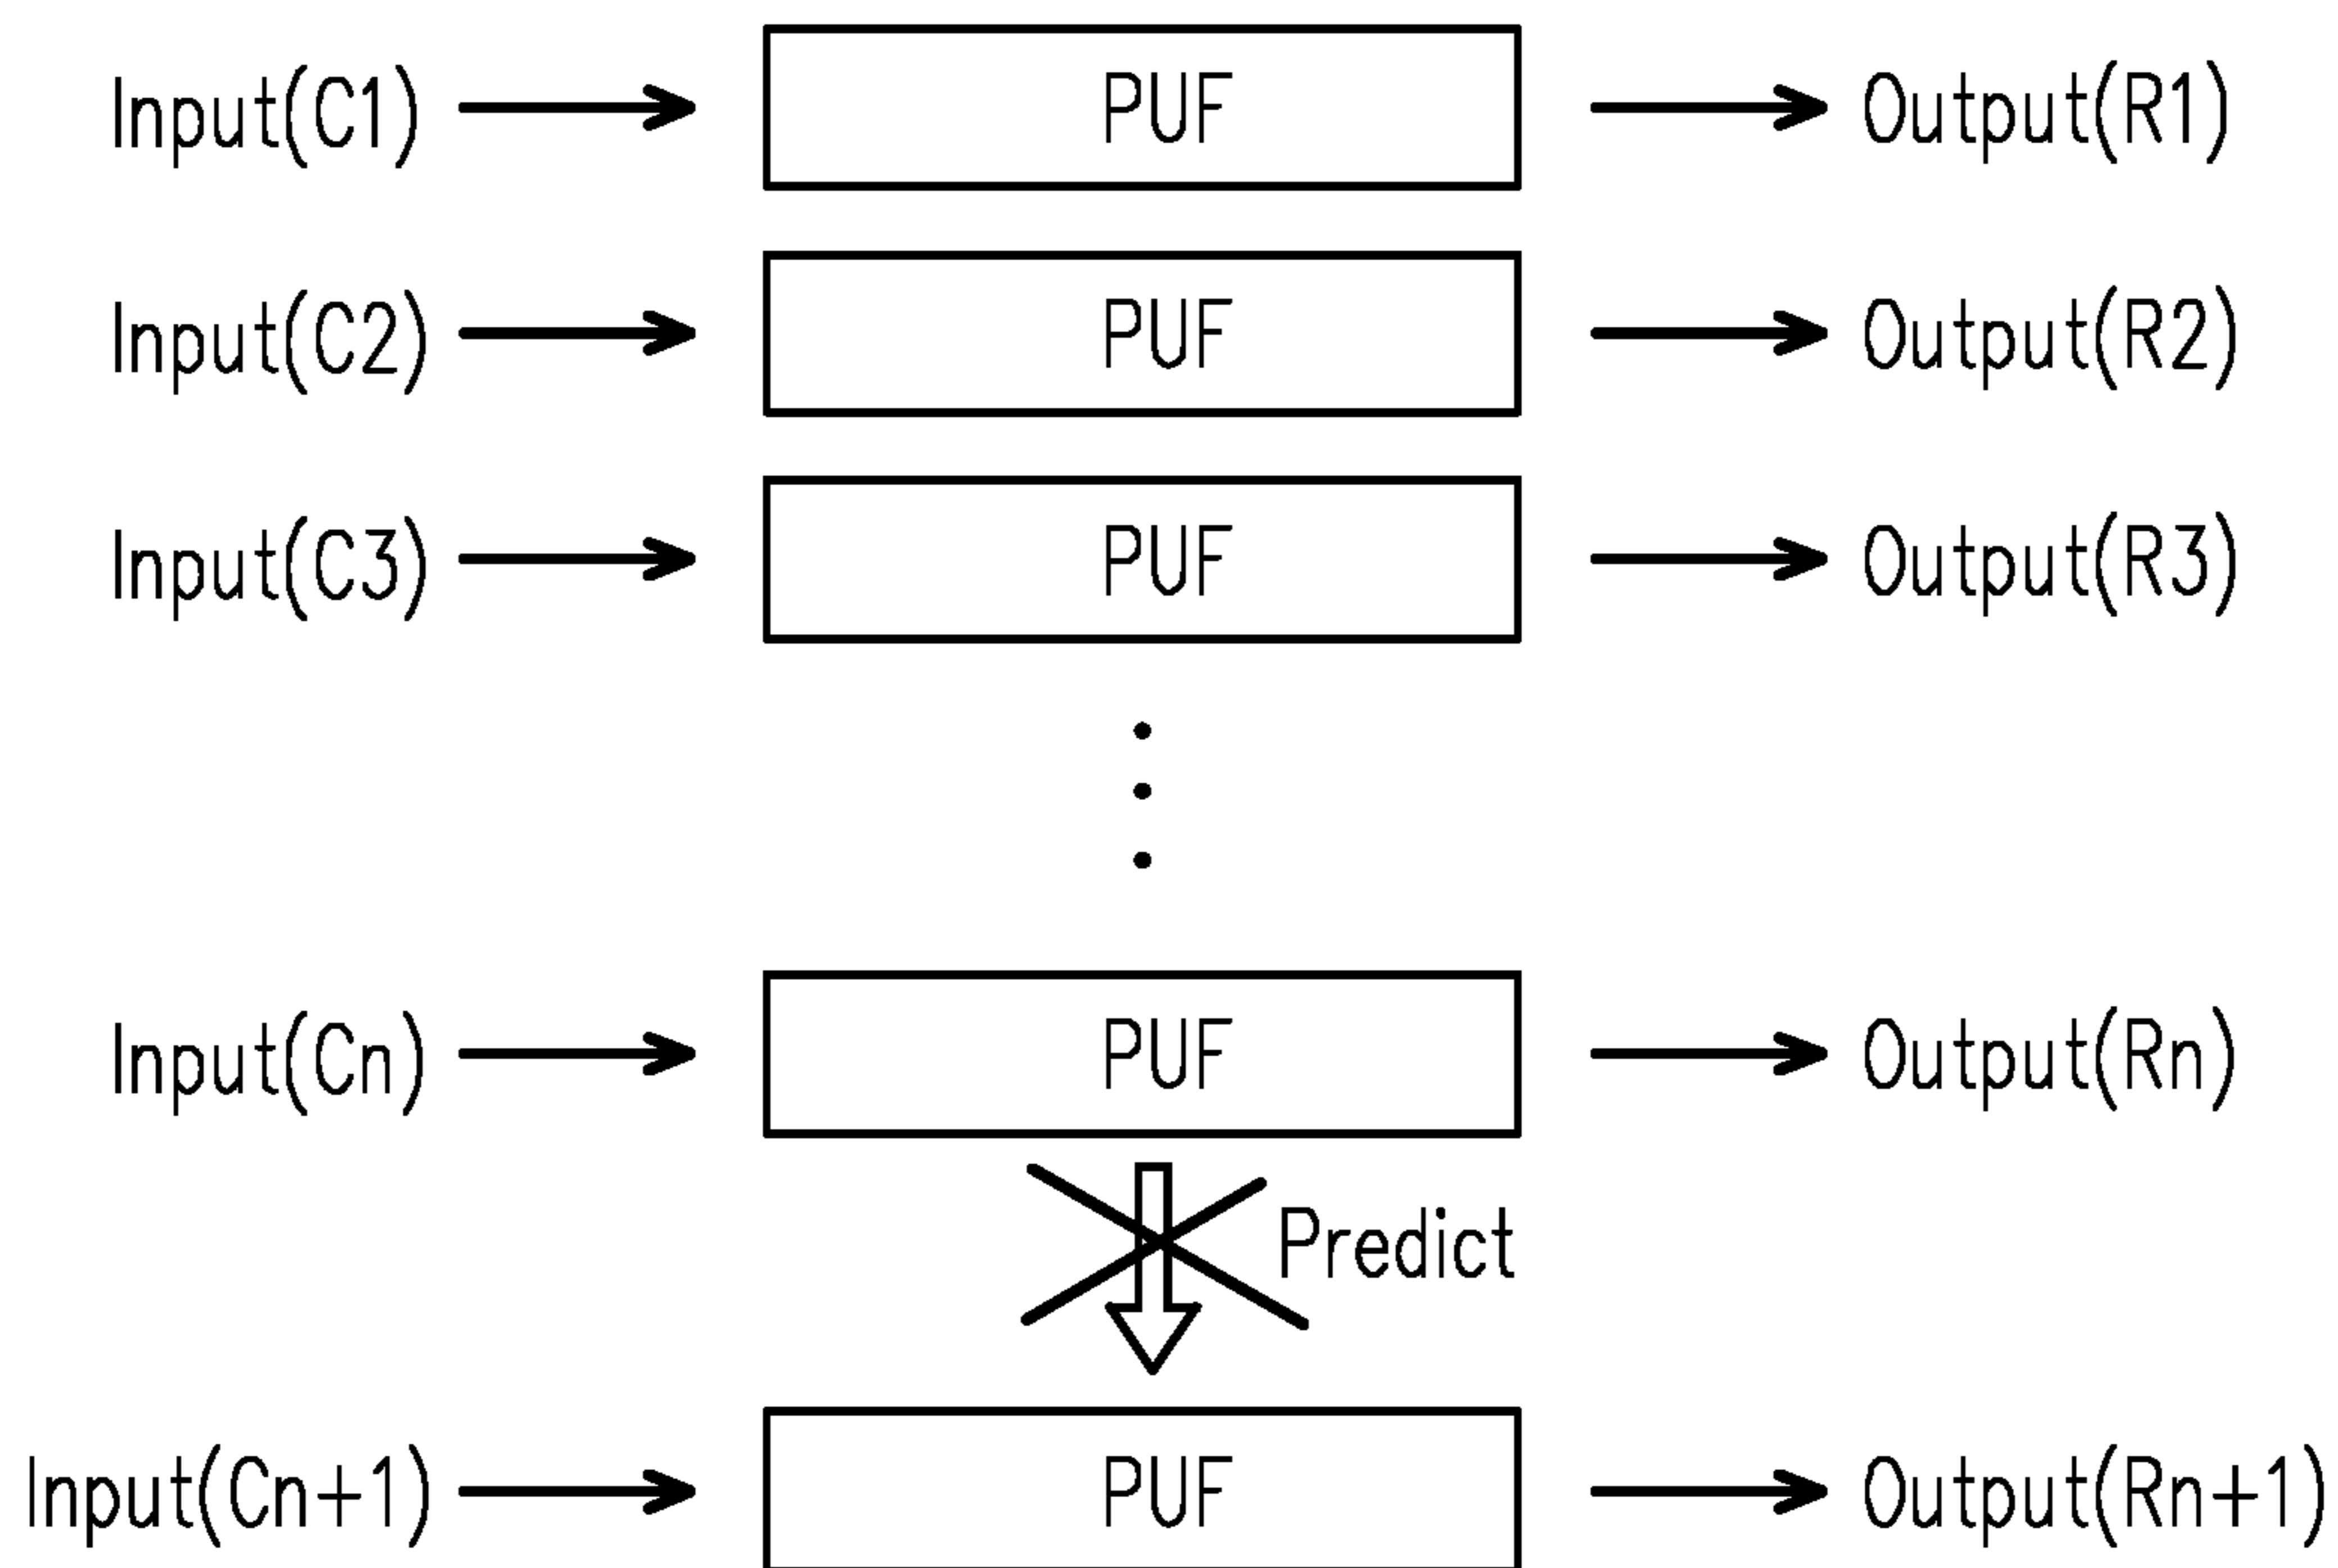 Input(C1) PUF Output(R1)
Input(C2) PUF Output(R2)
Input(C3) PUF Output(R3)
Input(Cn) PUF Output(Rn)
Predict
Input(Cn+1) PUF Output(Rn+1)